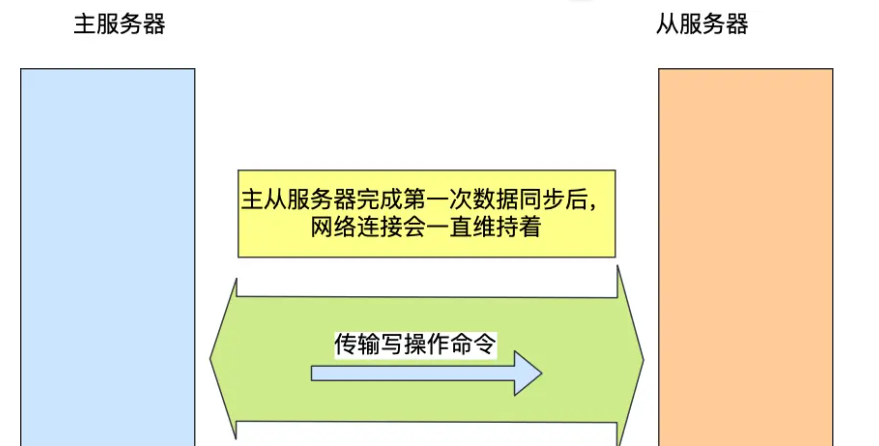 主服务器
从服务器
主从服务器完成第一次数据同步后，
网络连接会一直维持着
传输写操作命令